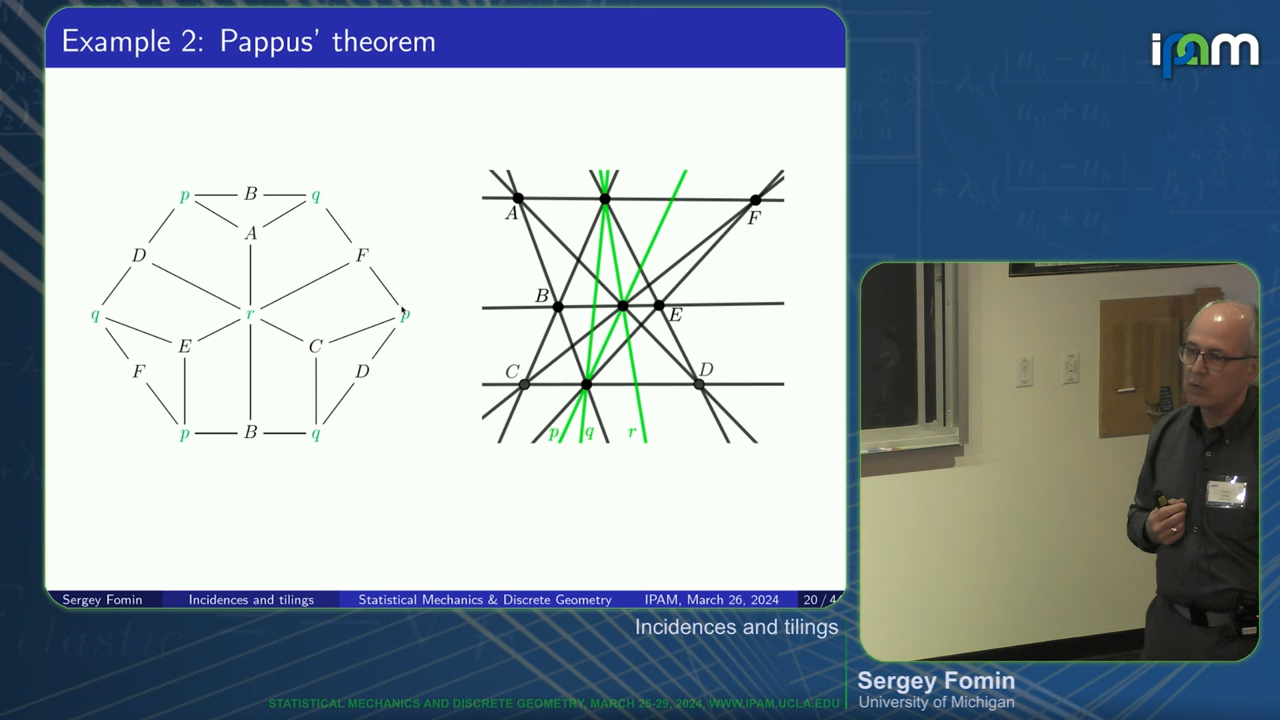 Example 2: Pappus' theorem
ipam
p B q
A
D F
q r p
E C
F D
p B q
A F
B E
C D
p q r
Sergey Fomin Incidences and tilings Statistical Mechanics & Discrete Geometry IPAM, March 26, 2024 20 / 44
Incidences and tilings
Sergey Fomin
University of Michigan
STATISTICAL MECHANICS AND DISCRETE GEOMETRY, MARCH 25-29, 2024, WWW.IPAM.UCLA.EDU